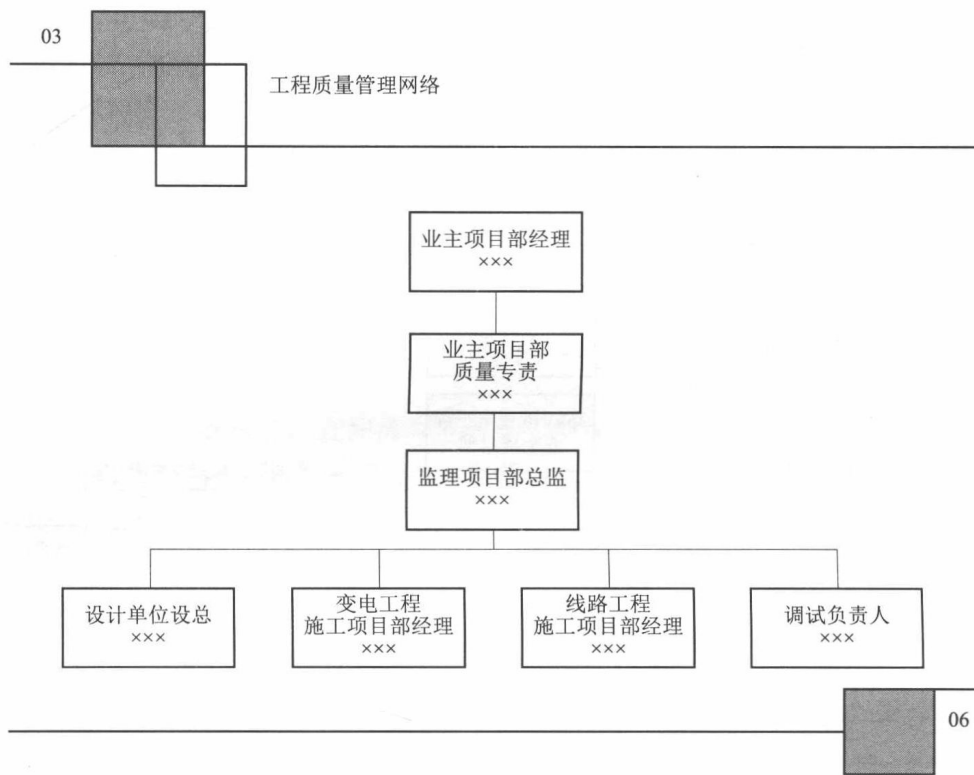 03
工程质量管理网络
业主项目部经理
×××
业主项目部
质量专责
×××
监理项目部总监
×××
设计单位设总
×××
变电工程
施工项目部经理
×××
线路工程
施工项目部经理
×××
调试负责人
×××
06